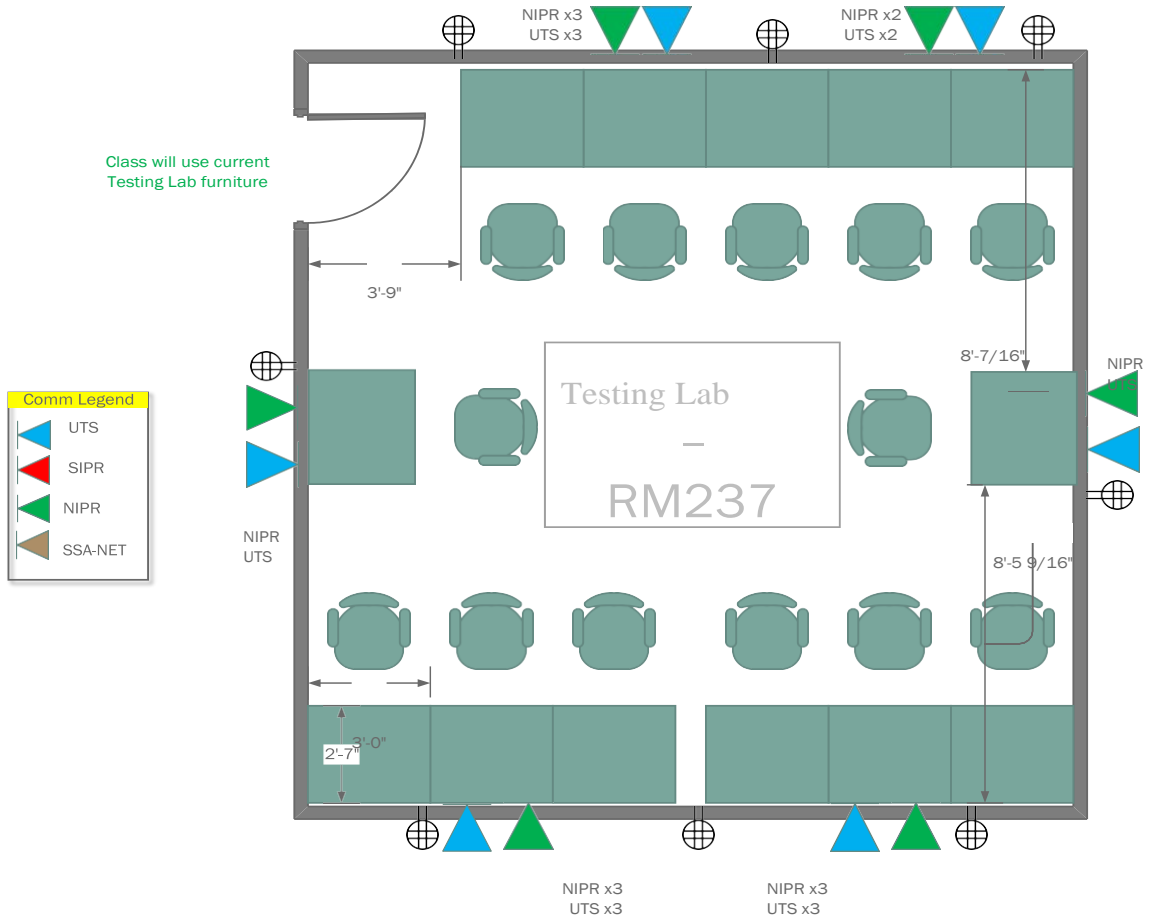 NIPR x3
UTS x3
NIPR x2
UTS x2
Class will use current
Testing Lab furniture
3'-9"
8'-7/16"
NIPR
UTS
Comm Legend
UTS
SIPR
NIPR
SSA-NET
Testing Lab
–
RM237
NIPR
UTS
8'-5 9/16"
3'-0"
2'-7"
NIPR x3
UTS x3
NIPR x3
UTS x3